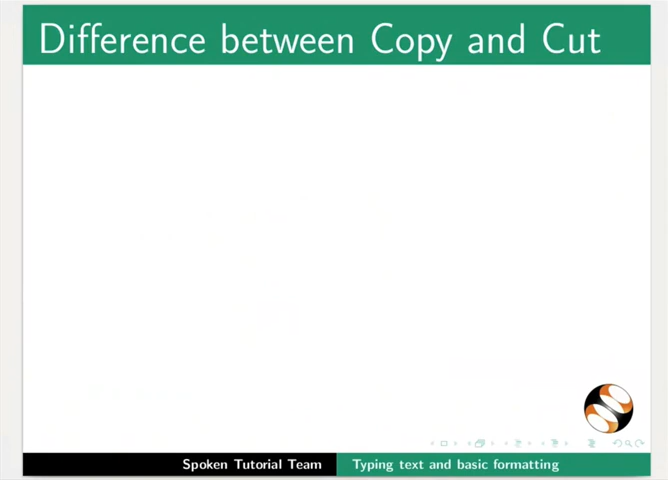 Difference between Copy and Cut
Spoken Tutorial Team
Typing text and basic formatting